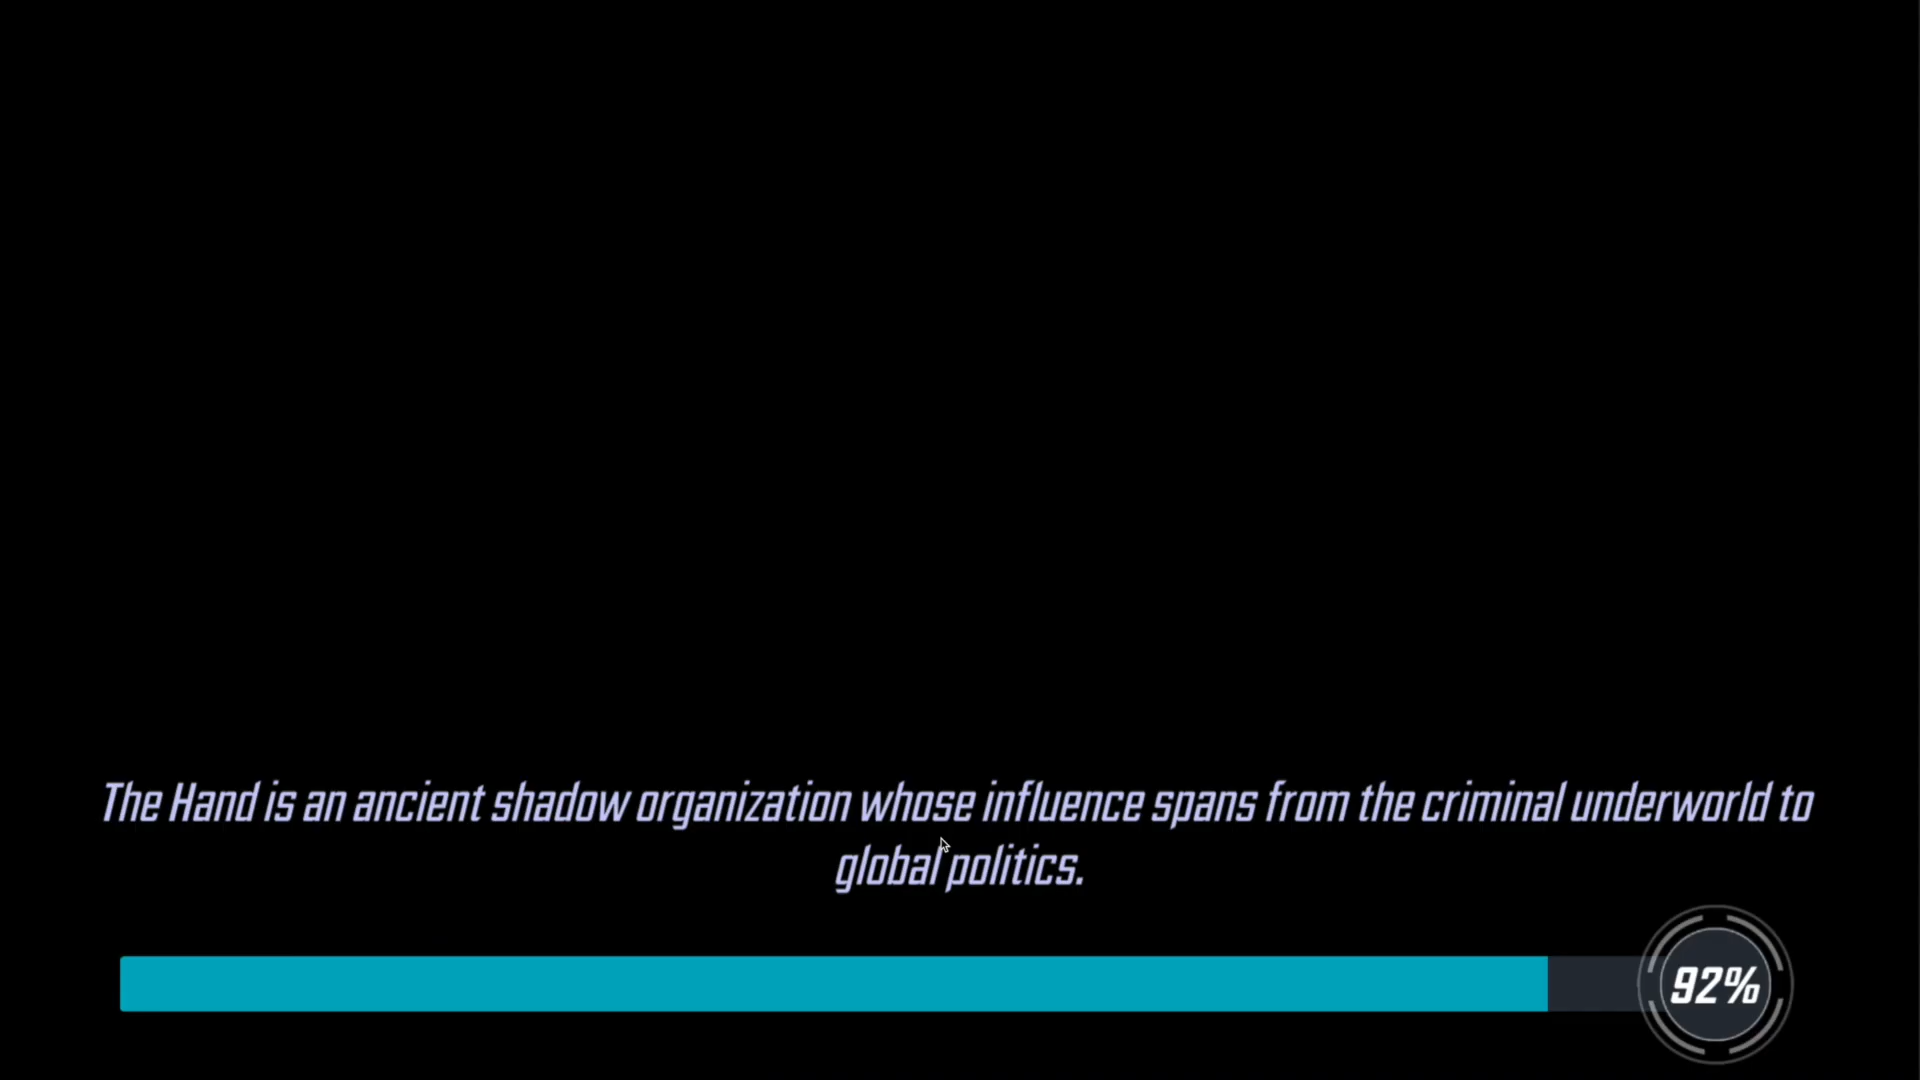 The Hand is an ancient shadow organization whose influence spans from the criminal underworld to
global politics.
92%